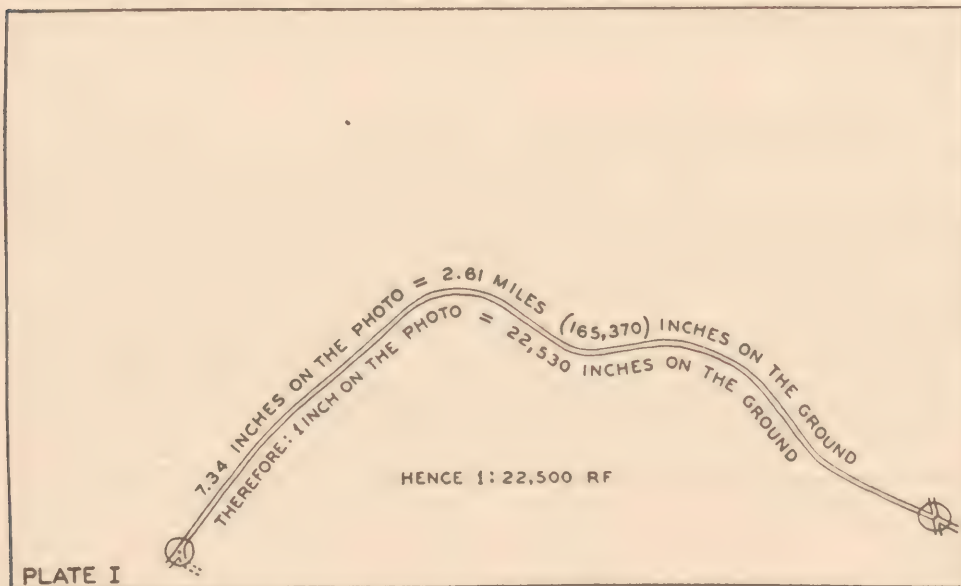 7.34 INCHES ON THE PHOTO = 2.61 MILES (165,370) INCHES ON THE GROUND
THEREFORE: 1 INCH ON THE PHOTO = 22,530 INCHES ON THE GROUND
HENCE 1:22,500 RF
PLATE I